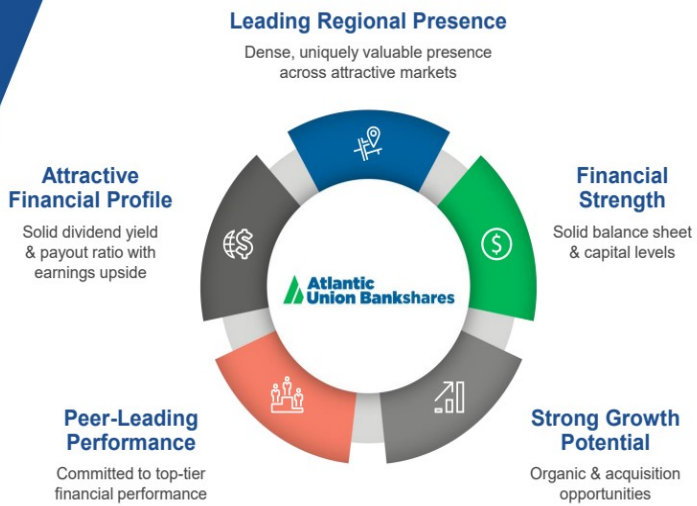 Leading Regional Presence
Dense, uniquely valuable presence
across attractive markets
Attractive
Financial Profile
Solid dividend yield
& payout ratio with
earnings upside
Financial
Strength
Solid balance sheet
& capital levels
Atlantic
Union Bankshares
Peer-Leading
Performance
Committed to top-tier
financial performance
Strong Growth
Potential
Organic & acquisition
opportunities